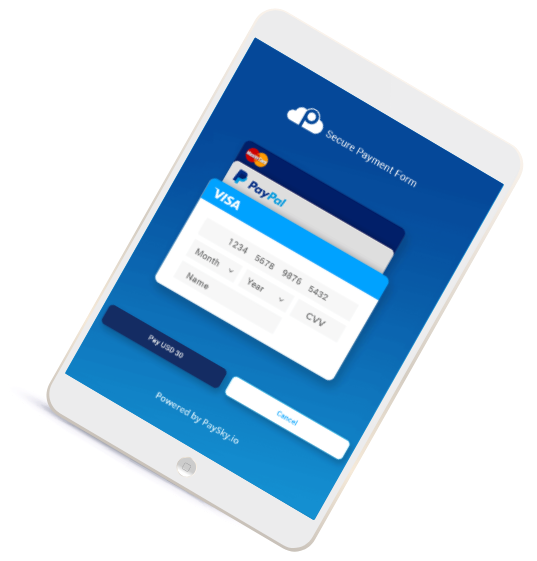 P
Secure Payment Form
MasterCard
PayPal
VISA
1234 5678 9876 5432
Month Year CVV
Name
Pay USD 30
Cancel
Powered by PaySky.io